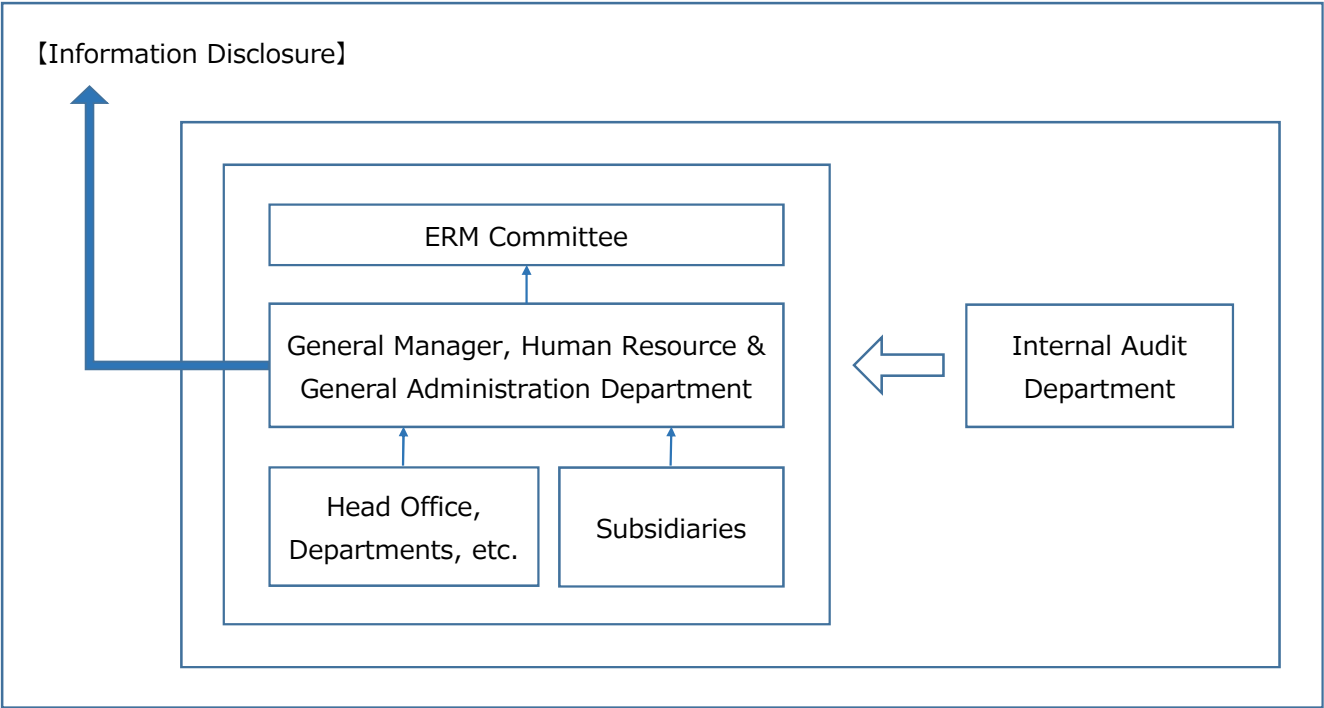 【Information Disclosure】
ERM Committee
General Manager, Human Resource &
General Administration Department
Internal Audit
Department
Head Office,
Departments, etc.
Subsidiaries